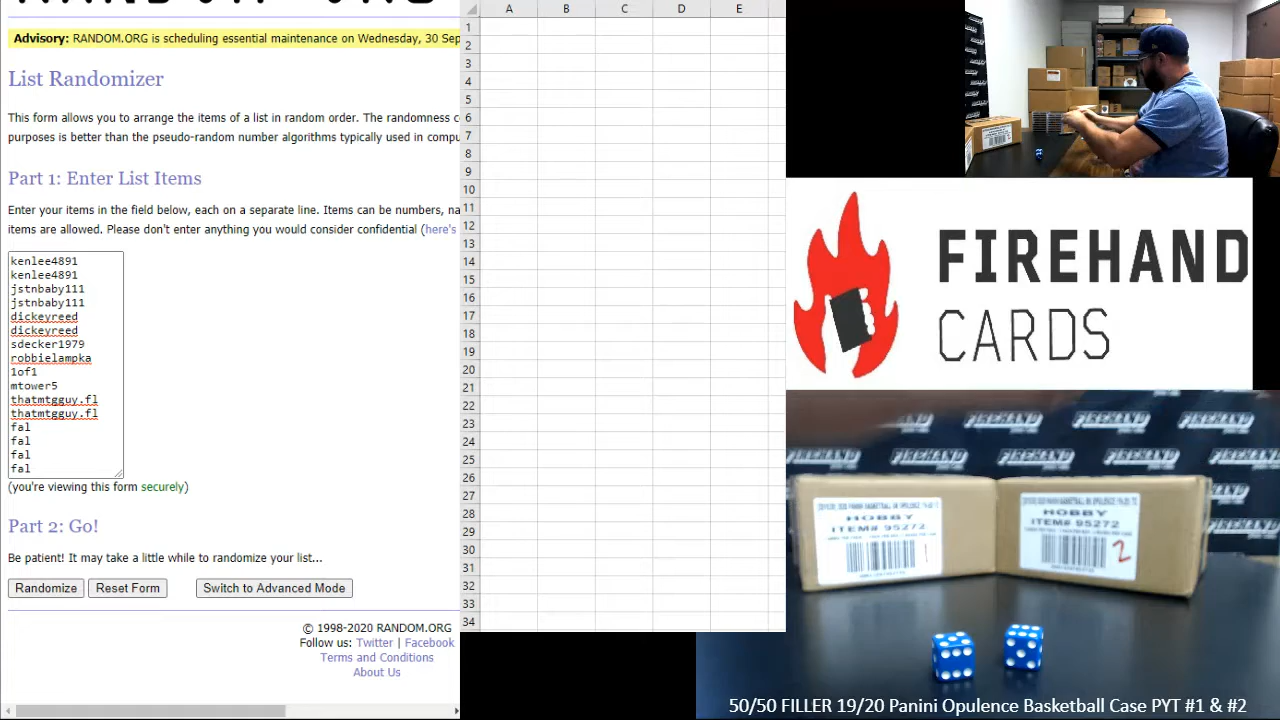 Advisory: RANDOM.ORG is scheduling essential maintenance on Wednesday, 30 Sep
List Randomizer
This form allows you to arrange the items of a list in random order. The randomness c
purposes is better than the pseudo-random number algorithms typically used in compu
Part 1: Enter List Items
Enter your items in the field below, each on a separate line. Items can be numbers, na
items are allowed. Please don't enter anything you would consider confidential (here's
kenlee4891
kenlee4891
jstnbaby111
jstnbaby111
dickeyreed
dickeyreed
sdecker1979
robbielampka
1of1
mtower5
thatmtgguy.fl
thatmtgguy.fl
fal
fal
fal
fal
(you're viewing this form securely)
Part 2: Go!
Be patient! It may take a little while to randomize your list...
Randomize Reset Form Switch to Advanced Mode
© 1998-2020 RANDOM.ORG
Follow us: Twitter | Facebook
Terms and Conditions
About Us
A B C D E
1
2
3
4
5
6
7
8
9
10
11
12
13
14
15
16
17
18
19
20
21
22
23
24
25
26
27
28
29
30
31
32
33
34
FIREHAND
CARDS
FIREHAND FIREHAND FIREHAND
HOBBY
ITEM# 95272
1
HOBBY
ITEM# 95272
2
50/50 FILLER 19/20 Panini Opulence Basketball Case PYT #1 & #2